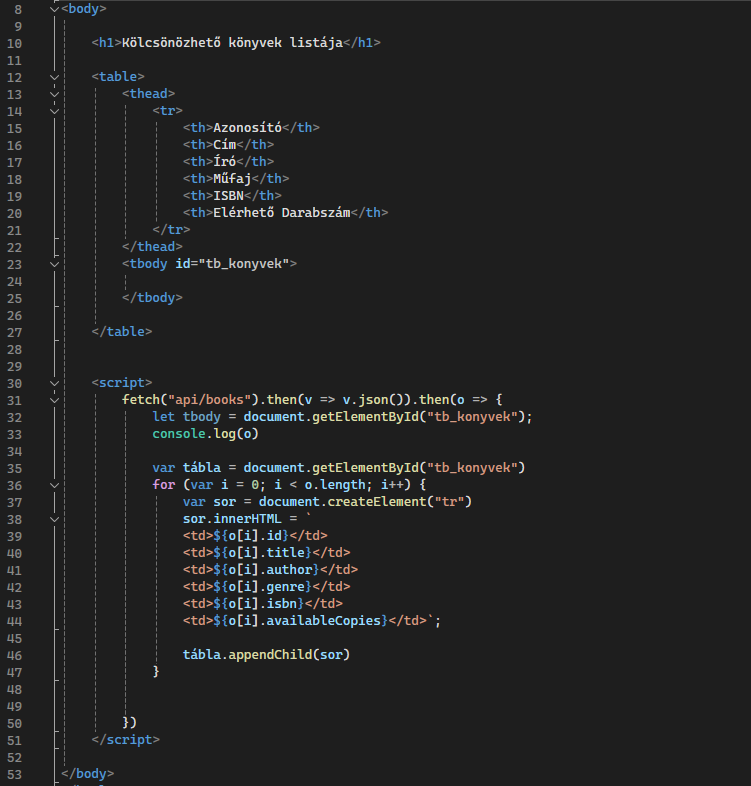 8 <body>
9
10 <h1>Kölcsönözhető könyvek listája</h1>
11
12 <table>
13 <thead>
14 <tr>
15 <th>Azonosító</th>
16 <th>Cím</th>
17 <th>Író</th>
18 <th>Műfaj</th>
19 <th>ISBN</th>
20 <th>Elérhető Darabszám</th>
21 </tr>
22 </thead>
23 <tbody id="tb_konyvek">
24
25 </tbody>
26
27 </table>
28
29
30 <script>
31 fetch("api/books").then(v => v.json()).then(o => {
32 let tbody = document.getElementById("tb_konyvek");
33 console.log(o)
34
35 var tábla = document.getElementById("tb_konyvek")
36 for (var i = 0; i < o.length; i++) {
37 var sor = document.createElement("tr")
38 sor.innerHTML = `
39 <td>${o[i].id}</td>
40 <td>${o[i].title}</td>
41 <td>${o[i].author}</td>
42 <td>${o[i].genre}</td>
43 <td>${o[i].isbn}</td>
44 <td>${o[i].availableCopies}</td>`;
45
46 tábla.appendChild(sor)
47 }
48
49
50 })
51 </script>
52
53 </body>